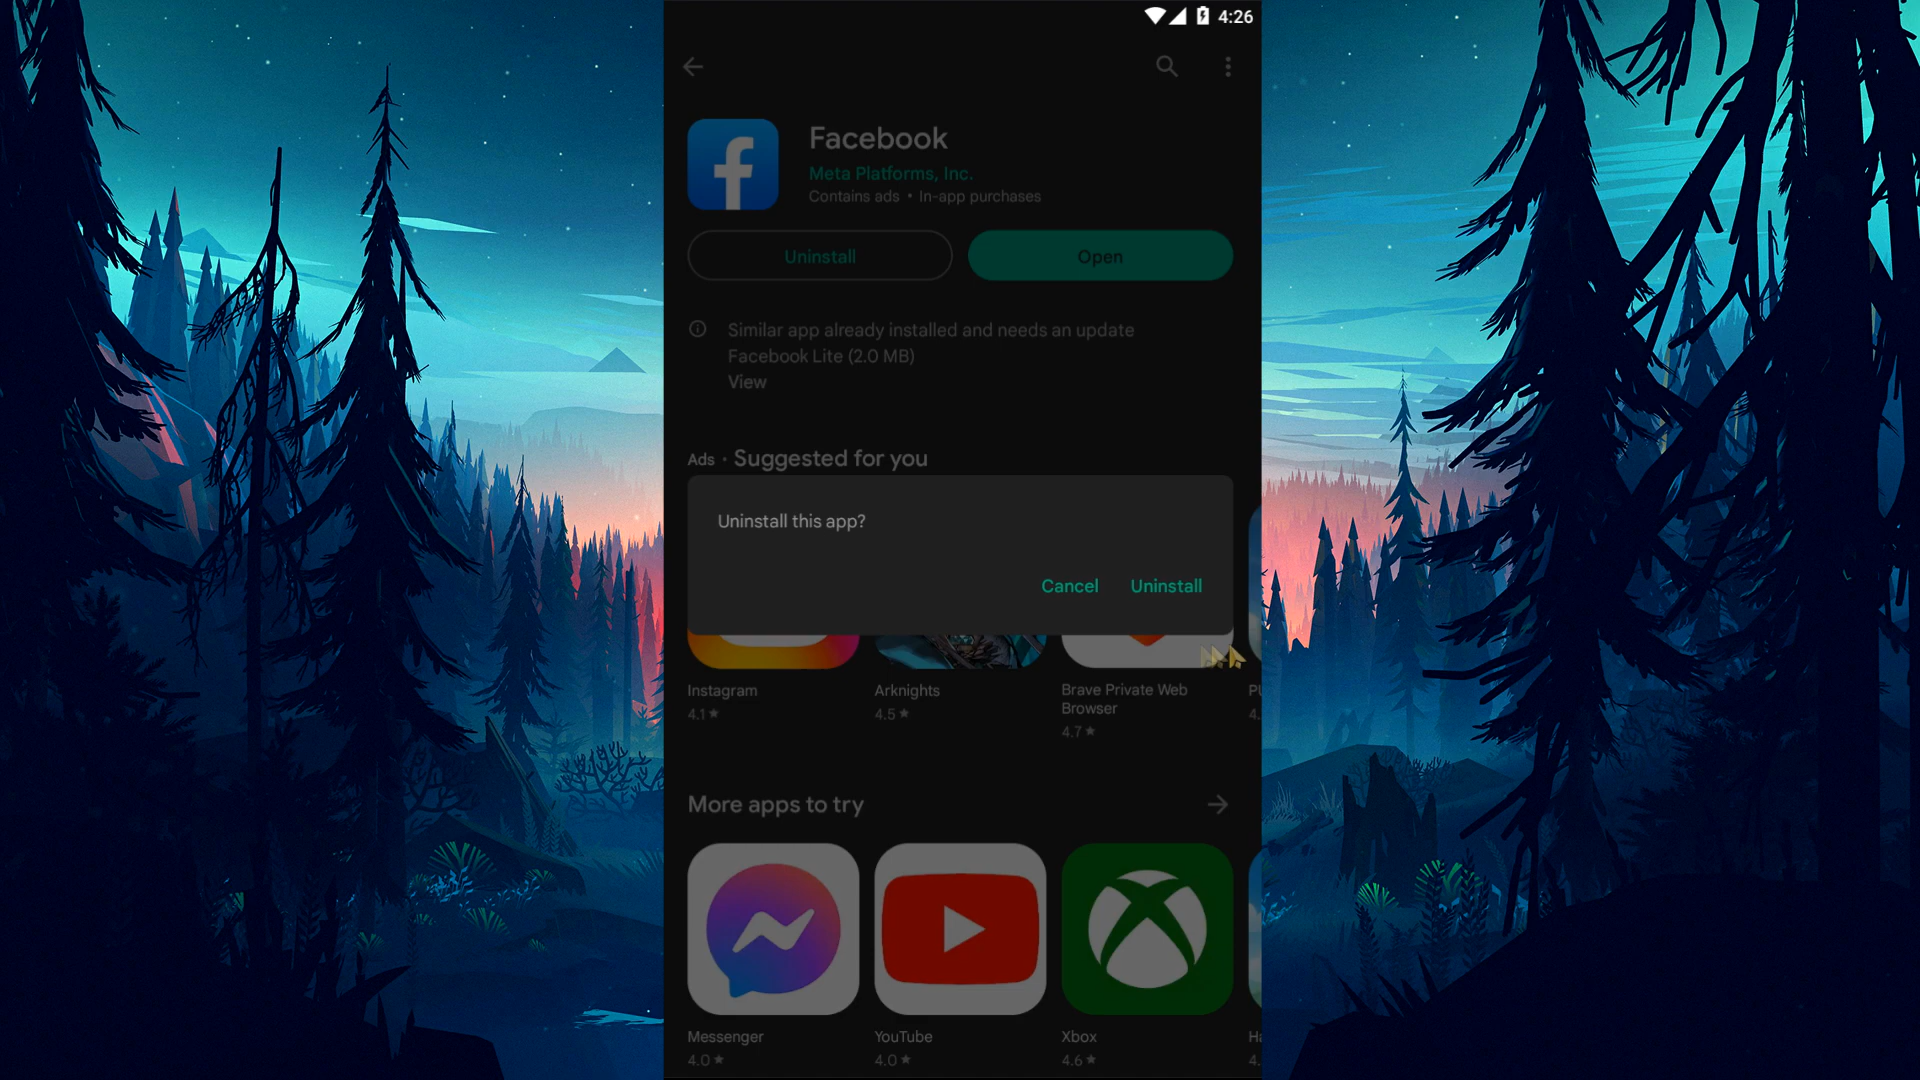 4:26
Facebook
Meta Platforms, Inc.
Contains ads • In-app purchases
Uninstall
Open
Similar app already installed and needs an update
Facebook Lite (2.0 MB)
View
Ads · Suggested for you
Uninstall this app?
Cancel
Uninstall
Instagram
4.1★
Arknights
4.5★
Brave Private Web
Browser
4.7★
4.
More apps to try
Messenger
4.0★
YouTube
4.0★
Xbox
4.6★
4.